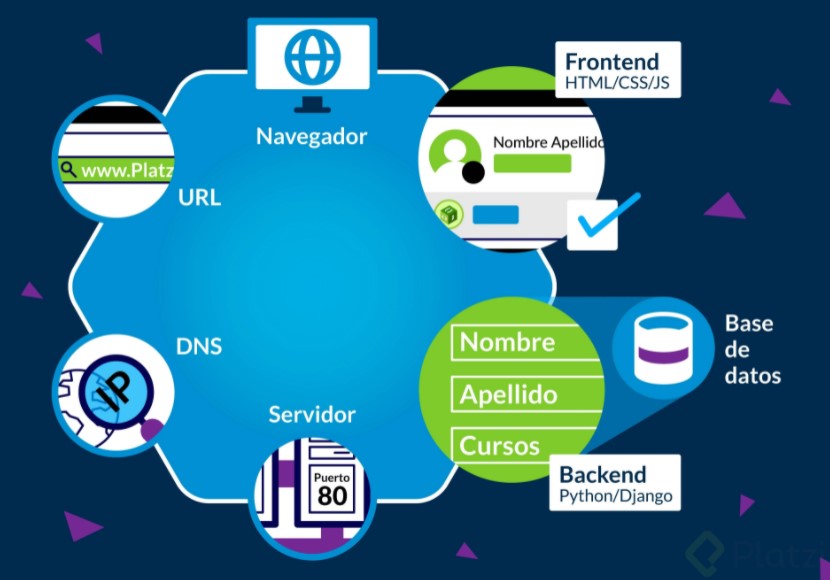 Navegador
Frontend
HTML/CSS/JS
Nombre Apellido
www.Platz
URL
DNS
IP
Servidor
Puerto
80
Nombre
Apellido
Cursos
Base
de
datos
Backend
Python/Django
Platzi